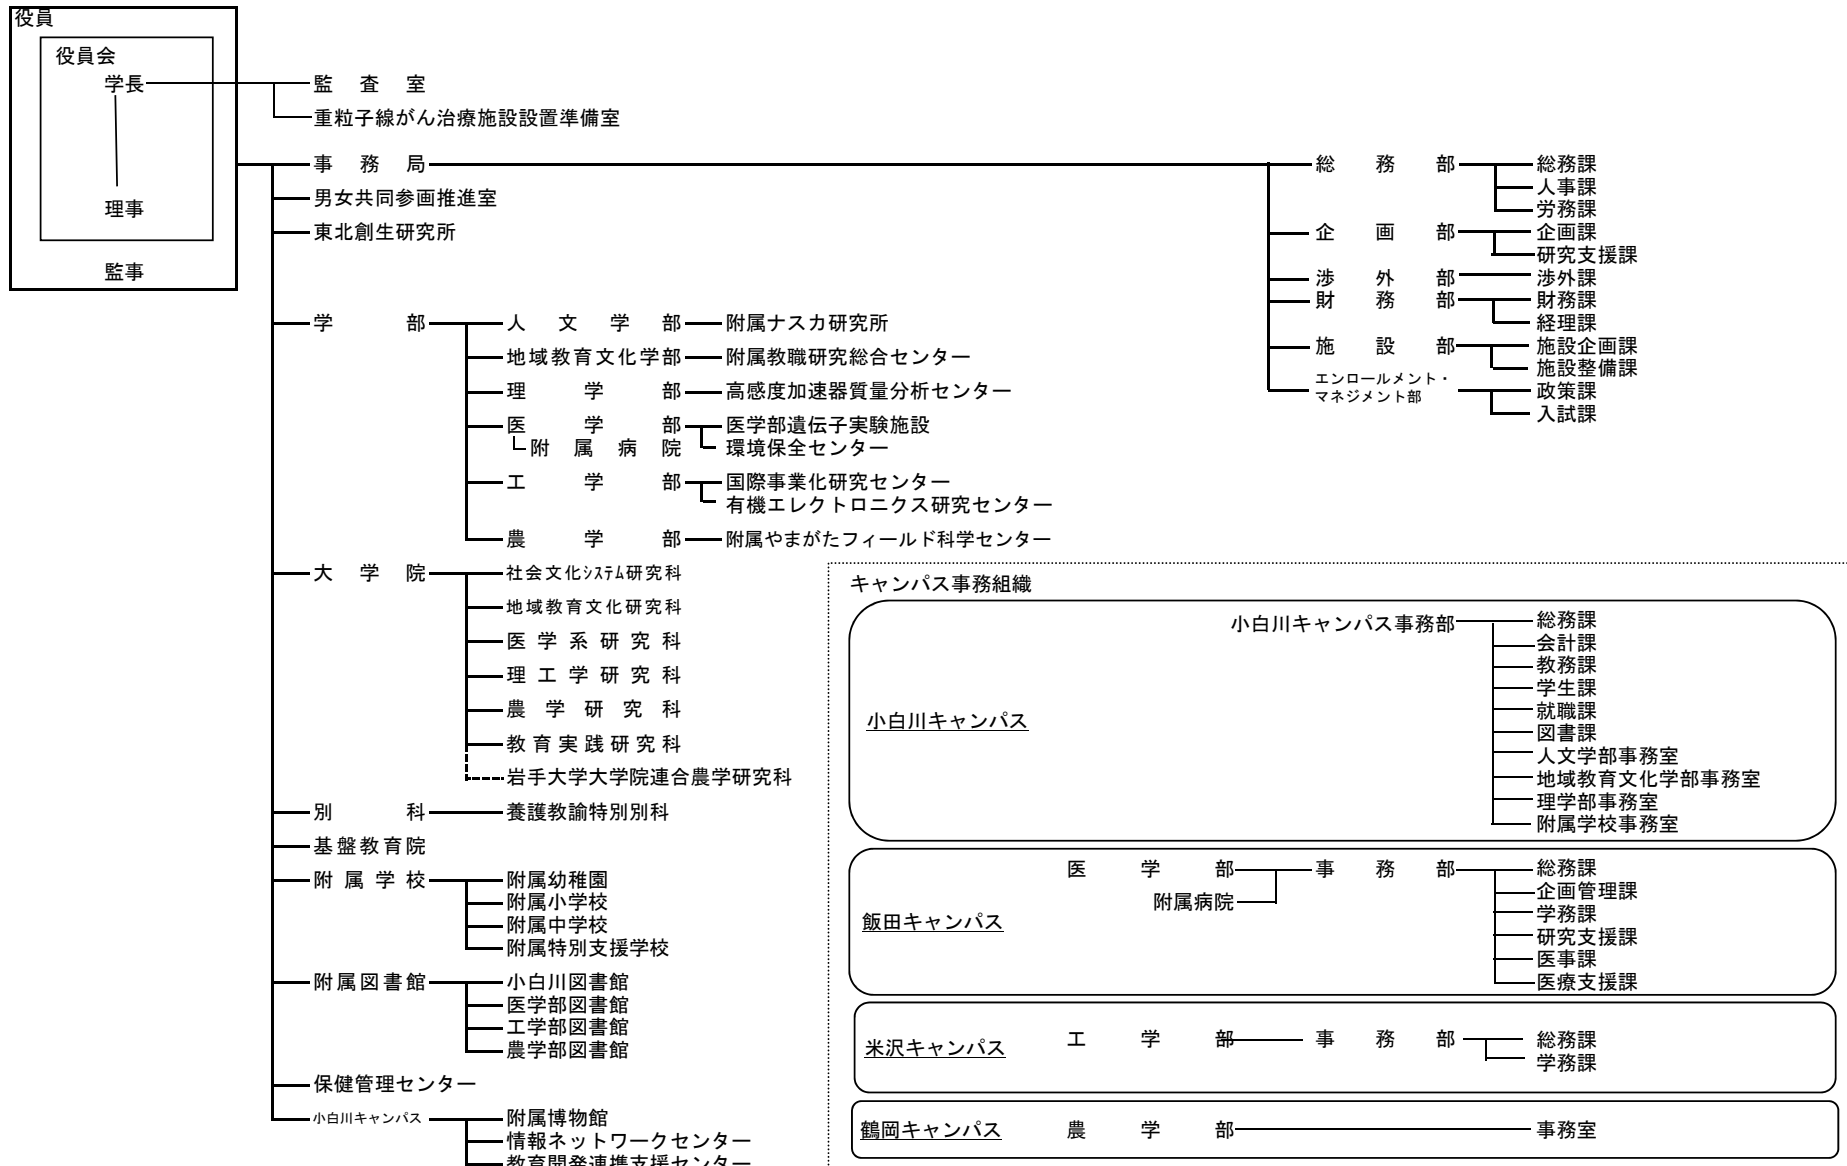 役員
役員会
学長
理事
監事
監査室
重粒子線がん治療施設設置準備室
事務局
男女共同参画推進室
東北創生研究所
総務部
総務課
人事課
労務課
企画部
企画課
研究支援課
渉外部
渉外課
財務部
財務課
経理課
施設部
施設企画課
施設整備課
エンロールメント・
マネジメント部
政策課
入試課
学部
人文学部
附属ナスカ研究所
地域教育文化学部
附属教職研究総合センター
理学部
高感度加速器質量分析センター
医学部
医学部遺伝子実験施設
附属病院
環境保全センター
工学部
国際事業化研究センター
有機エレクトロニクス研究センター
農学部
附属やまがたフィールド科学センター
大学院
社会文化ｼｽﾃﾑ研究科
地域教育文化研究科
医学系研究科
理工学研究科
農学研究科
教育実践研究科
岩手大学大学院連合農学研究科
別科
養護教諭特別別科
基盤教育院
附属学校
附属幼稚園
附属小学校
附属中学校
附属特別支援学校
附属図書館
小白川図書館
医学部図書館
工学部図書館
農学部図書館
保健管理センター
小白川キャンパス
附属博物館
情報ネットワークセンター
教育開発連携支援センター
キャンパス事務組織
小白川キャンパス
小白川キャンパス事務部
総務課
会計課
教務課
学生課
就職課
図書課
人文学部事務室
地域教育文化学部事務室
理学部事務室
附属学校事務室
飯田キャンパス
医学部
附属病院
事務部
総務課
企画管理課
学務課
研究支援課
医事課
医療支援課
米沢キャンパス
工学部
事務部
総務課
学務課
鶴岡キャンパス
農学部
事務室